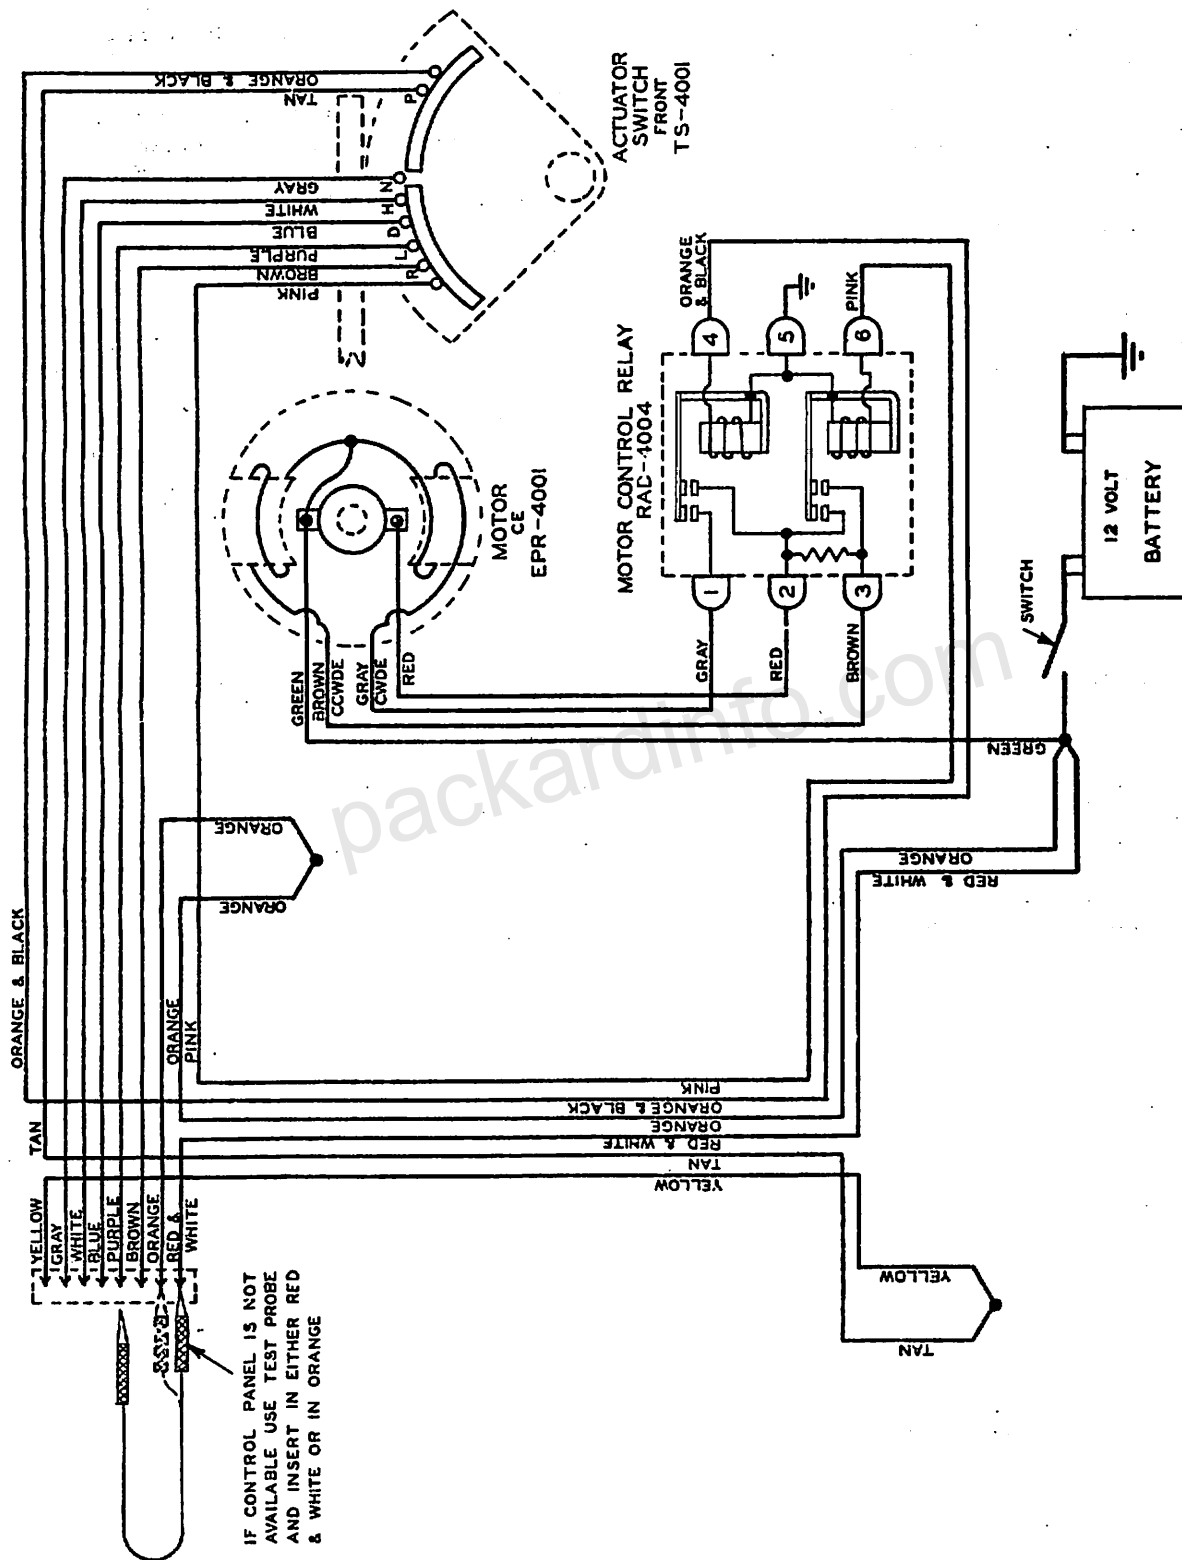 ORANGE & BLACK
TAN
GRAY
WHITE
BLUE
PURPLE
BROWN
PINK
P
N
H
D
L
R
ACTUATOR
SWITCH
FRONT
TS-4001
MOTOR
CE
EPR-4001
GREEN
BROWN
CCWDE
GRAY
CWDE
RED
MOTOR CONTROL RELAY
RAD-4004
ORANGE
& BLACK
PINK
4
5
6
1
2
3
GRAY
RED
BROWN
SWITCH
12 VOLT
BATTERY
GREEN
ORANGE
RED & WHITE
ORANGE
ORANGE
ORANGE & BLACK
ORANGE
PINK
TAN
PINK
ORANGE & BLACK
ORANGE
RED & WHITE
TAN
YELLOW
YELLOW
GRAY
WHITE
BLUE
PURPLE
BROWN
ORANGE
RED &
WHITE
YELLOW
TAN
IF CONTROL PANEL IS NOT
AVAILABLE USE TEST PROBE
AND INSERT IN EITHER RED
& WHITE OR IN ORANGE
packardinfo.com